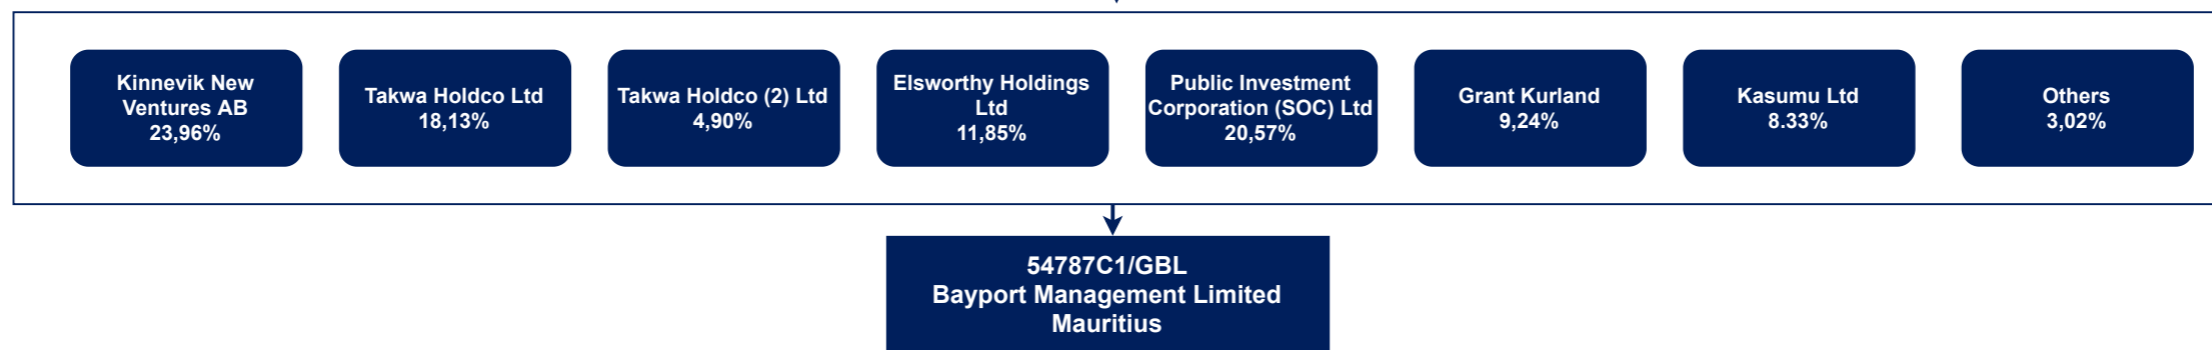 Kinnevik New
Ventures AB
23,96%
Takwa Holdco Ltd
18,13%
Takwa Holdco (2) Ltd
4,90%
Elsworthy Holdings
Ltd
11,85%
Public Investment
Corporation (SOC) Ltd
20,57%
Grant Kurland
9,24%
Kasumu Ltd
8.33%
Others
3,02%
54787C1/GBL
Bayport Management Limited
Mauritius